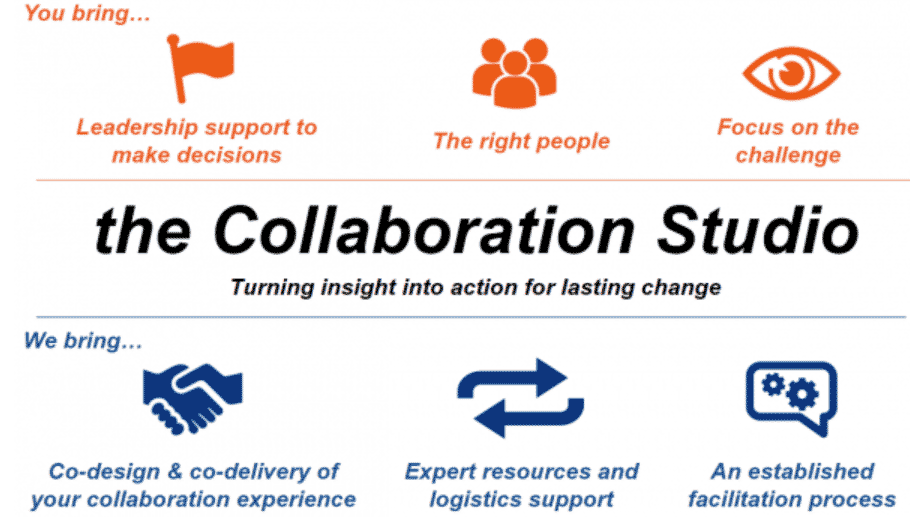 You bring…
Leadership support to
make decisions
The right people
Focus on the
challenge
the Collaboration Studio
Turning insight into action for lasting change
We bring…
Co-design & co-delivery of
your collaboration experience
Expert resources and
logistics support
An established
facilitation process